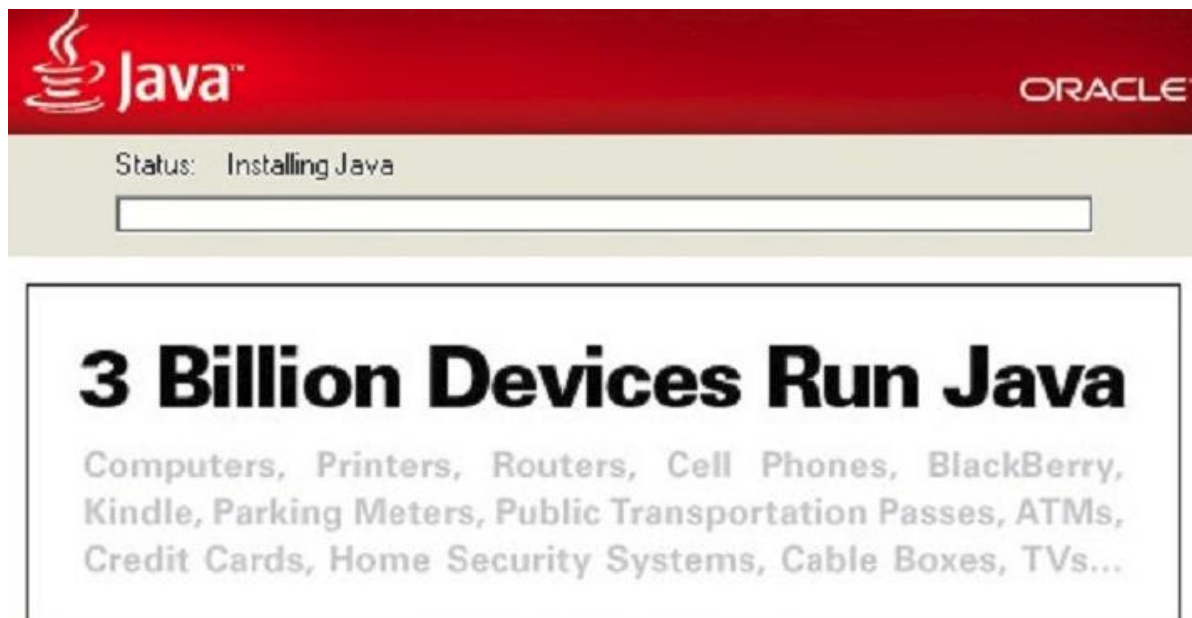 Java™
ORACLE
Status: Installing Java
3 Billion Devices Run Java
Computers, Printers, Routers, Cell Phones, BlackBerry,
Kindle, Parking Meters, Public Transportation Passes, ATMs,
Credit Cards, Home Security Systems, Cable Boxes, TVs...